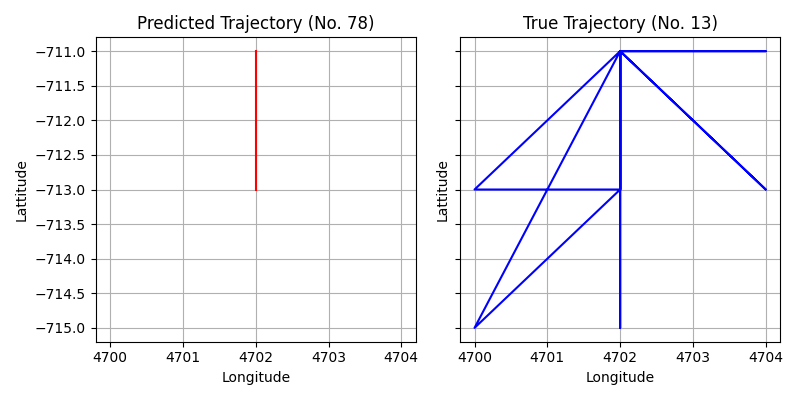 Predicted Trajectory (No. 78)
True Trajectory (No. 13)
−711.0
−711.5
−712.0
−712.5
−713.0
−713.5
−714.0
−714.5
−715.0
Lattitude
Lattitude
4700 4701 4702 4703 4704
4700 4701 4702 4703 4704
Longitude
Longitude